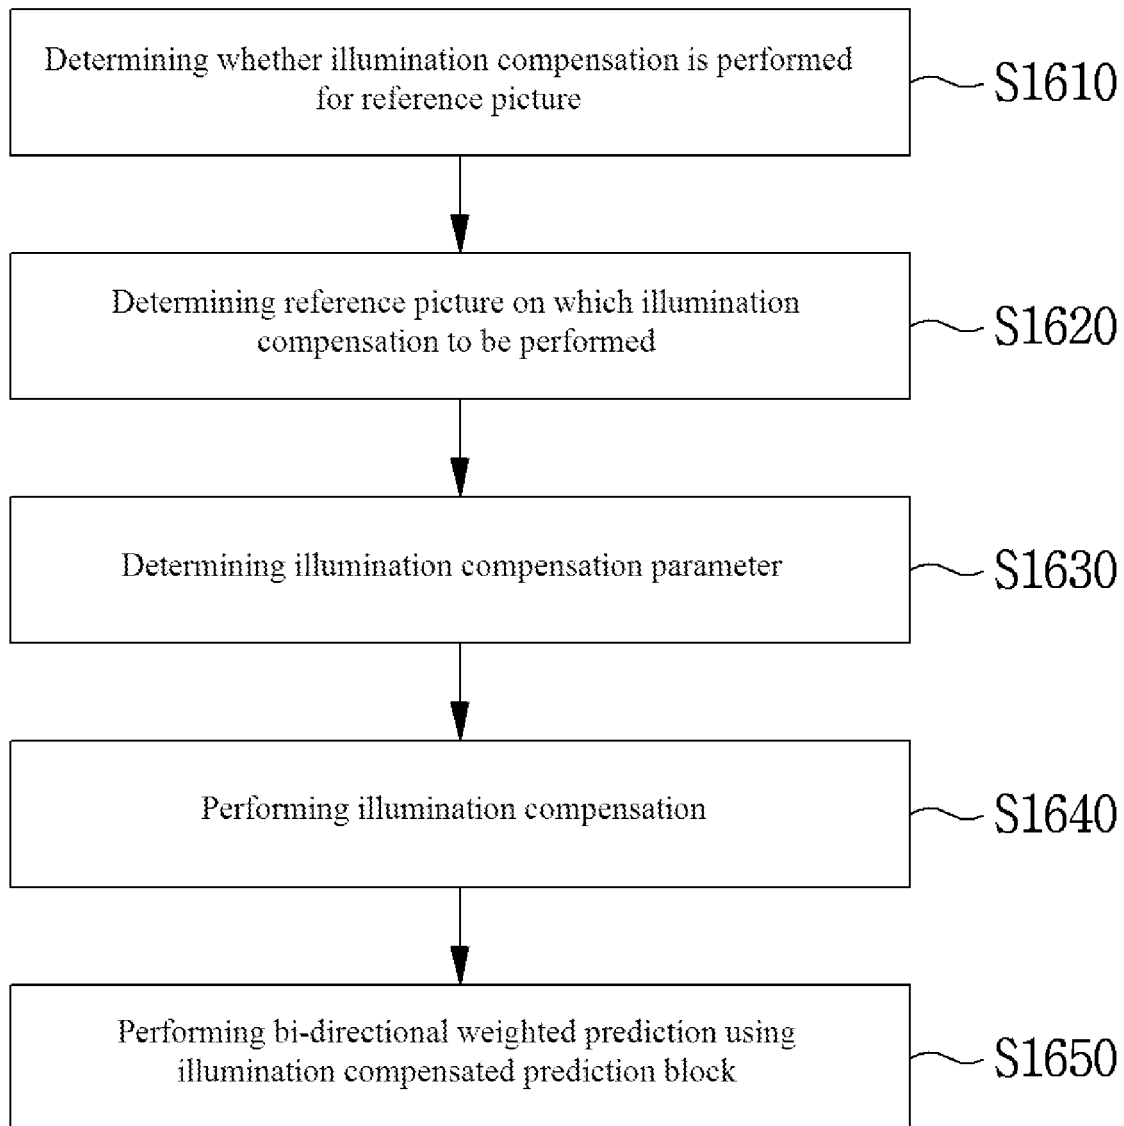 Determining whether illumination compensation is performed
for reference picture
S1610
Determining reference picture on which illumination
compensation to be performed
S1620
Determining illumination compensation parameter
S1630
Performing illumination compensation
S1640
Performing bi-directional weighted prediction using
illumination compensated prediction block
S1650